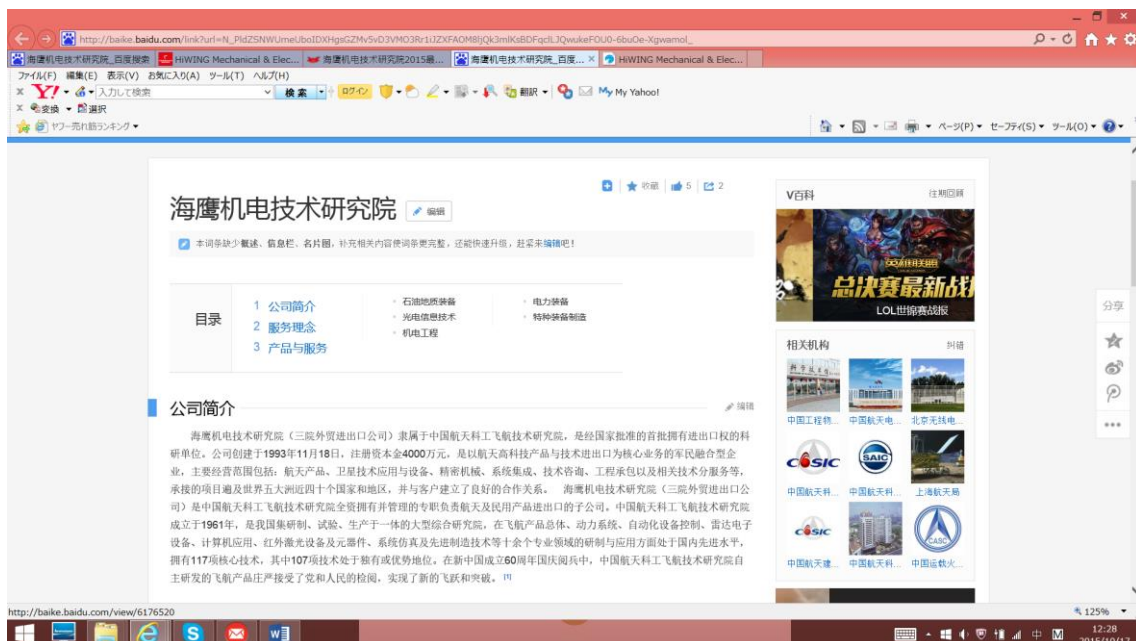 http://baike.baidu.com/link?url=N_PldZSNWUmeUboIDXHgsGZMv5vD3VMO3Rr1iJZXFAOM8ljQk3mlKsBDFqclLJQwukeFOU0-6buOe-Xgwamol_
海鹰机电技术研究院_百度搜索
HiWING Mechanical & Elec...
海鹰机电技术研究院2015最...
海鹰机电技术研究院_百度... ×
HiWING Mechanical & Elec...
ファイル(F) 編集(E) 表示(V) お気に入り(A) ツール(T) ヘルプ(H)
× Y! 入力して検索 検索 ログイン 翻訳 My Yahoo!
× 変換 選択
ヤフー売れ筋ランキング
ページ(P) セーフティ(S) ツール(O)
收藏 5 2
海鹰机电技术研究院 编辑
本词条缺少概述、信息栏、名片图，补充相关内容使词条更完整，还能快速升级，赶紧来编辑吧！
目录
1 公司简介
2 服务理念
3 产品与服务
石油地质装备
光电信息技术
机电工程
电力装备
特种装备制造
公司简介
编辑
海鹰机电技术研究院（三院外贸进出口公司）隶属于中国航天科工飞航技术研究院，是经国家批准的首批拥有进出口权的科
研单位。公司创建于1993年11月18日，注册资本金4000万元，是以航天高科技产品与技术进出口为核心业务的军民融合型企
业，主要经营范围包括：航天产品、卫星技术应用与设备、精密机械、系统集成、技术咨询、工程承包以及相关技术分服务等，
承接的项目遍及世界五大洲近四十个国家和地区，并与客户建立了良好的合作关系。 海鹰机电技术研究院（三院外贸进出口公
司）是中国航天科工飞航技术研究院全资拥有并管理的专职负责航天及民用产品进出口的子公司。中国航天科工飞航技术研究院
成立于1961年，是我国集研制、试验、生产于一体的大型综合研究院，在飞航产品总体、动力系统、自动化设备控制、雷达电子
设备、计算机应用、红外激光设备及元器件、系统仿真及先进制造技术等十余个专业领域的研制与应用方面处于国内先进水平，
拥有117项核心技术，其中107项技术处于独有或优势地位。在新中国成立60周年国庆阅兵中，中国航天科工飞航技术研究院自
主研发的飞航产品庄严接受了党和人民的检阅，实现了新的飞跃和突破。 [1]
V百科 往期回顾
英雄联盟
总决赛最新战
LOL世锦赛战报
相关机构 纠错
中国工程物... 中国航天电... 北京无线电...
CASIC
SAIC
中国航天科... 中国航天科... 上海航天局
CASIC
CASC
中国航天建... 中国航天科... 中国运载火...
分享
http://baike.baidu.com/view/6176520
125%
中
12:28
2015/10/17